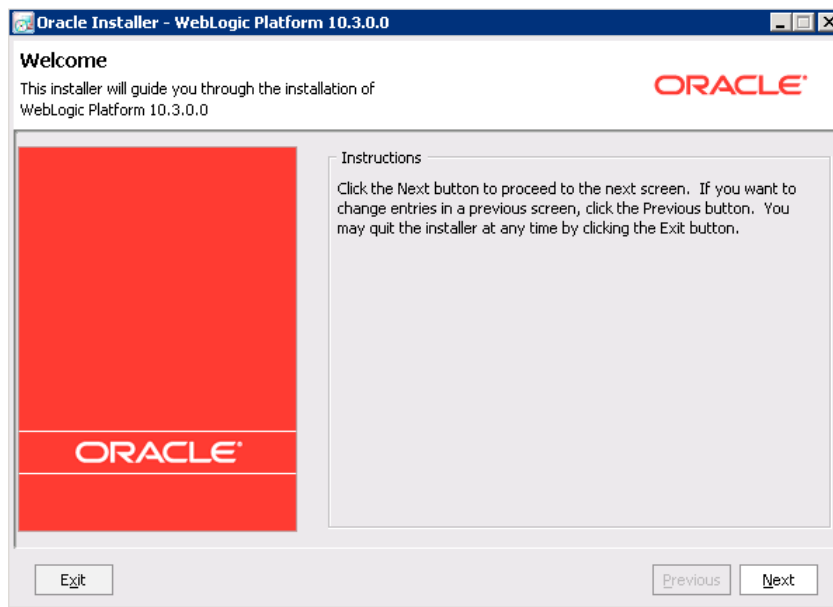 Oracle Installer - WebLogic Platform 10.3.0.0
Welcome
This installer will guide you through the installation of
WebLogic Platform 10.3.0.0
ORACLE®
Instructions
Click the Next button to proceed to the next screen.  If you want to
change entries in a previous screen, click the Previous button.  You
may quit the installer at any time by clicking the Exit button.
ORACLE®
Exit
Previous
Next